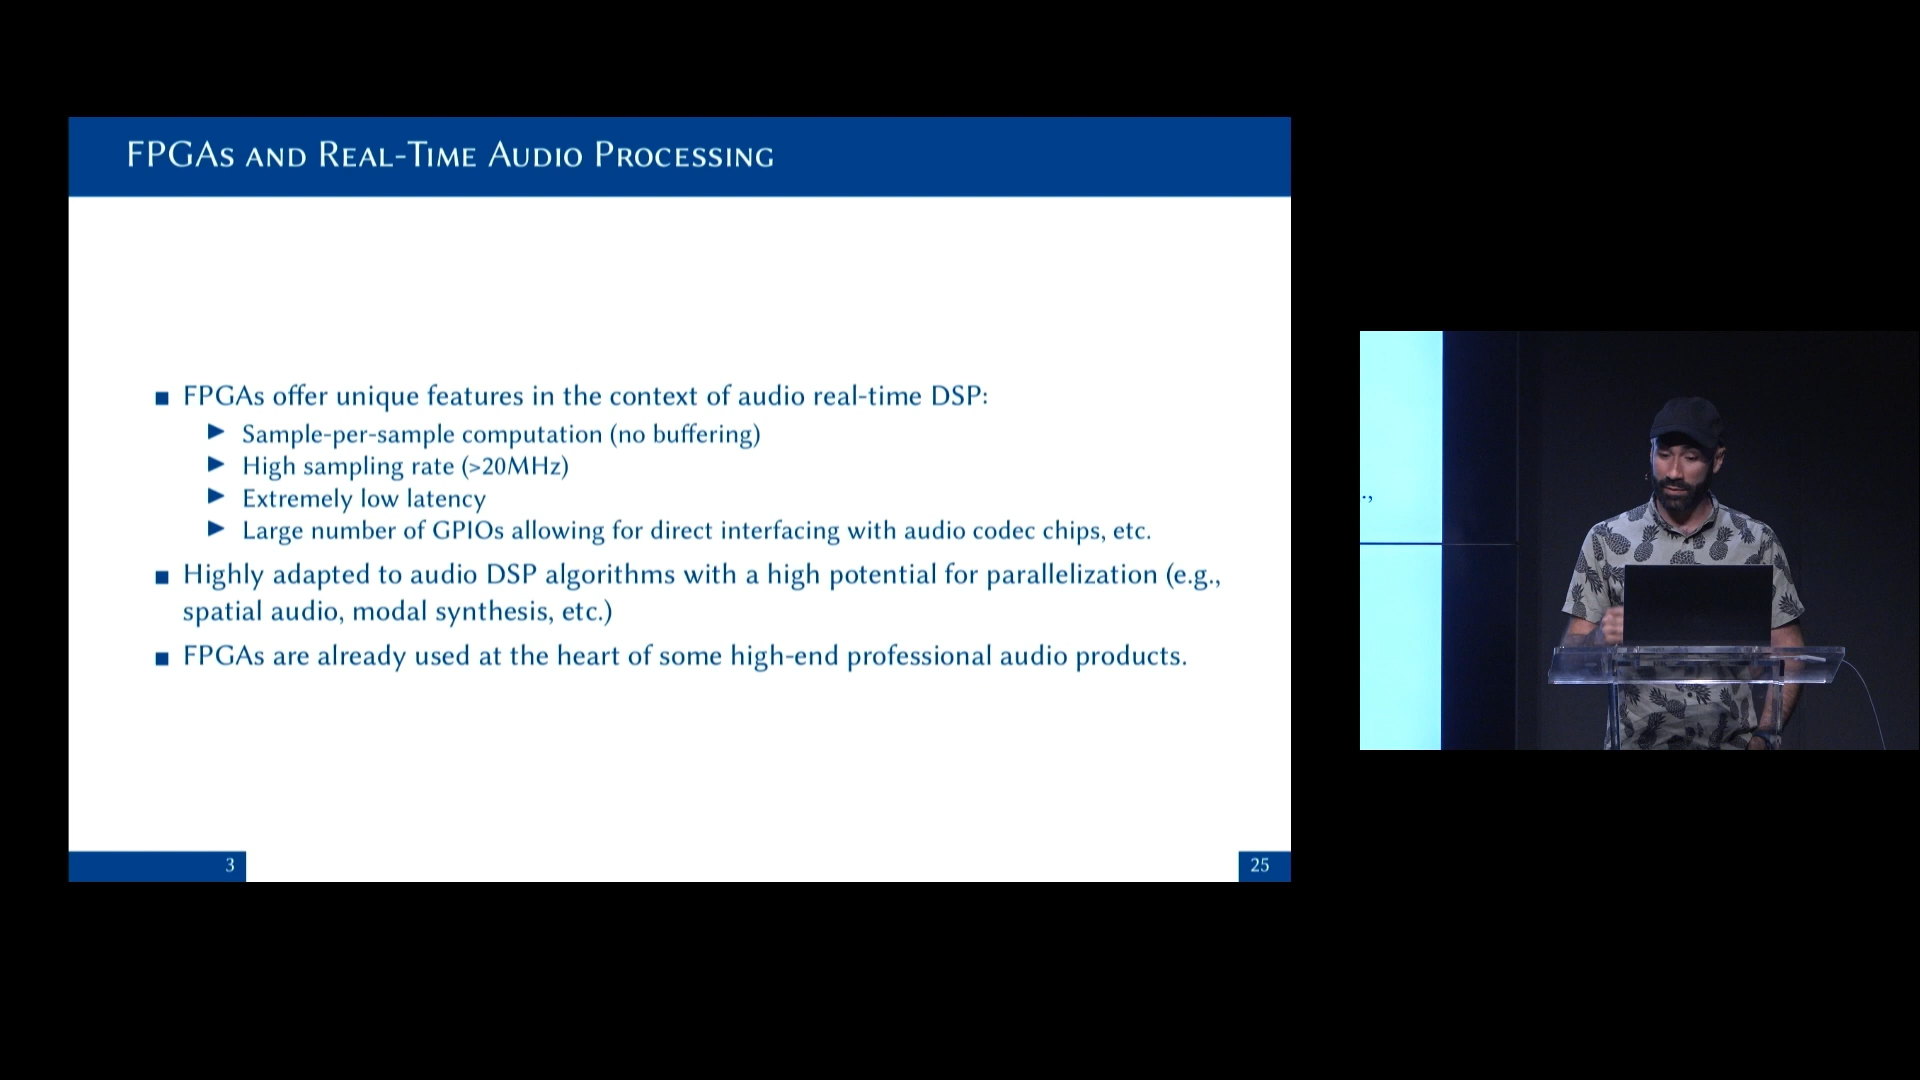 FPGAs and Real-Time Audio Processing
■ FPGAs offer unique features in the context of audio real-time DSP:
▶ Sample-per-sample computation (no buffering)
▶ High sampling rate (>20MHz)
▶ Extremely low latency
▶ Large number of GPIOs allowing for direct interfacing with audio codec chips, etc.
■ Highly adapted to audio DSP algorithms with a high potential for parallelization (e.g.,
spatial audio, modal synthesis, etc.)
■ FPGAs are already used at the heart of some high-end professional audio products.
3
25
.,